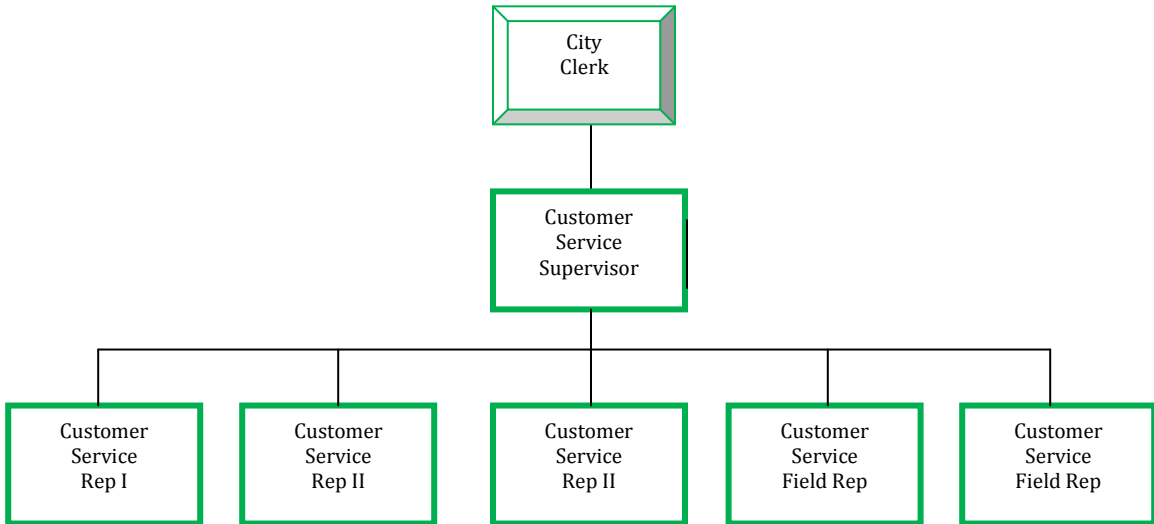 City
Clerk
Customer
Service
Supervisor
Customer
Service
Rep I
Customer
Service
Rep II
Customer
Service
Rep II
Customer
Service
Field Rep
Customer
Service
Field Rep